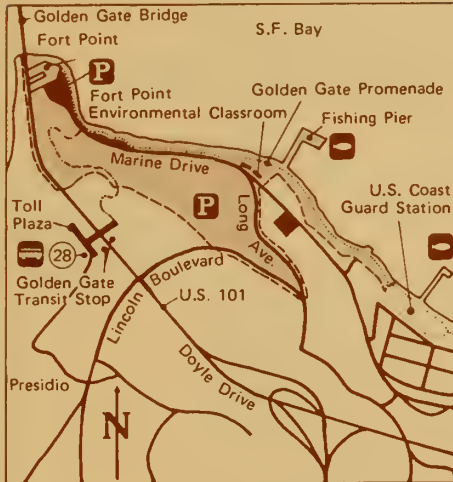 Golden Gate Bridge
S.F. Bay
Fort Point
P
Golden Gate Promenade
Fort Point
Environmental Classroom
Fishing Pier
Marine Drive
U.S. Coast
Guard Station
P
Long
Ave.
Toll
Plaza
28
Golden Gate
Transit Stop
Lincoln Boulevard
U.S. 101
Doyle Drive
Presidio
N